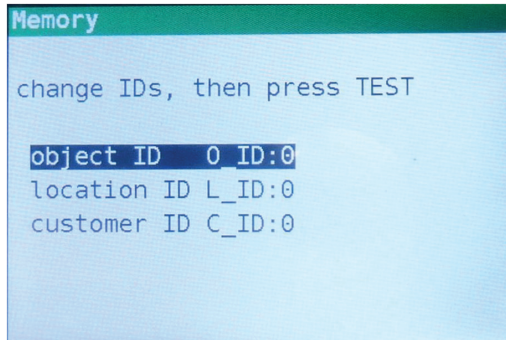 Memory
change IDs, then press TEST
object ID O_ID:0
location ID L_ID:0
customer ID C_ID:0